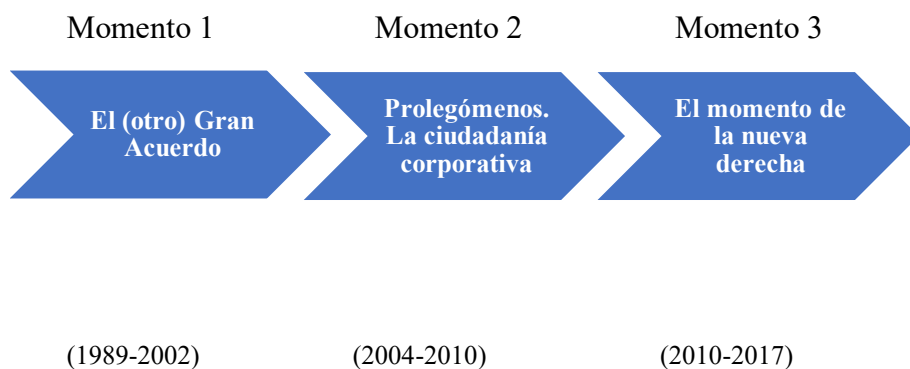 Momento 1
Momento 2
Momento 3
El (otro) Gran
Acuerdo
Prolegómenos.
La ciudadanía
corporativa
El momento de
la nueva
derecha
(1989-2002)
(2004-2010)
(2010-2017)